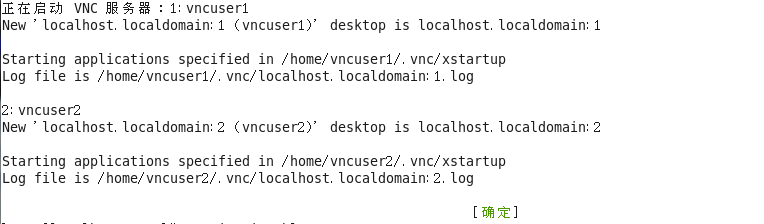 正在启动 VNC 服务器：1: vncuser1
New 'localhost.localdomain:1 (vncuser1)' desktop is localhost.localdomain:1
Starting applications specified in /home/vncuser1/.vnc/xstartup
Log file is /home/vncuser1/.vnc/localhost.localdomain:1.log
2: vncuser2
New 'localhost.localdomain:2 (vncuser2)' desktop is localhost.localdomain:2
Starting applications specified in /home/vncuser2/.vnc/xstartup
Log file is /home/vncuser2/.vnc/localhost.localdomain:2.log
[确定]